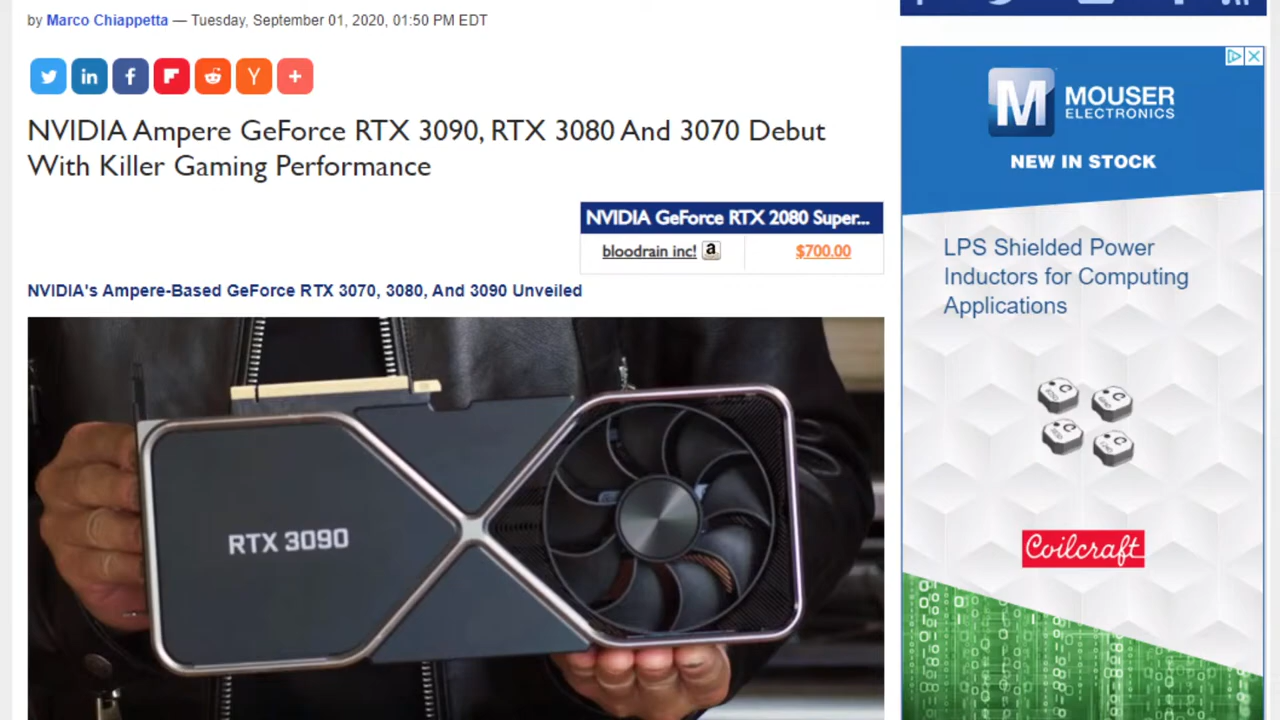 by Marco Chiappetta — Tuesday, September 01, 2020, 01:50 PM EDT
NVIDIA Ampere GeForce RTX 3090, RTX 3080 And 3070 Debut
With Killer Gaming Performance
NVIDIA GeForce RTX 2080 Super...
bloodrain inc! $700.00
NVIDIA's Ampere-Based GeForce RTX 3070, 3080, And 3090 Unveiled
RTX 3090
MOUSER
ELECTRONICS
NEW IN STOCK
LPS Shielded Power
Inductors for Computing
Applications
Coilcraft